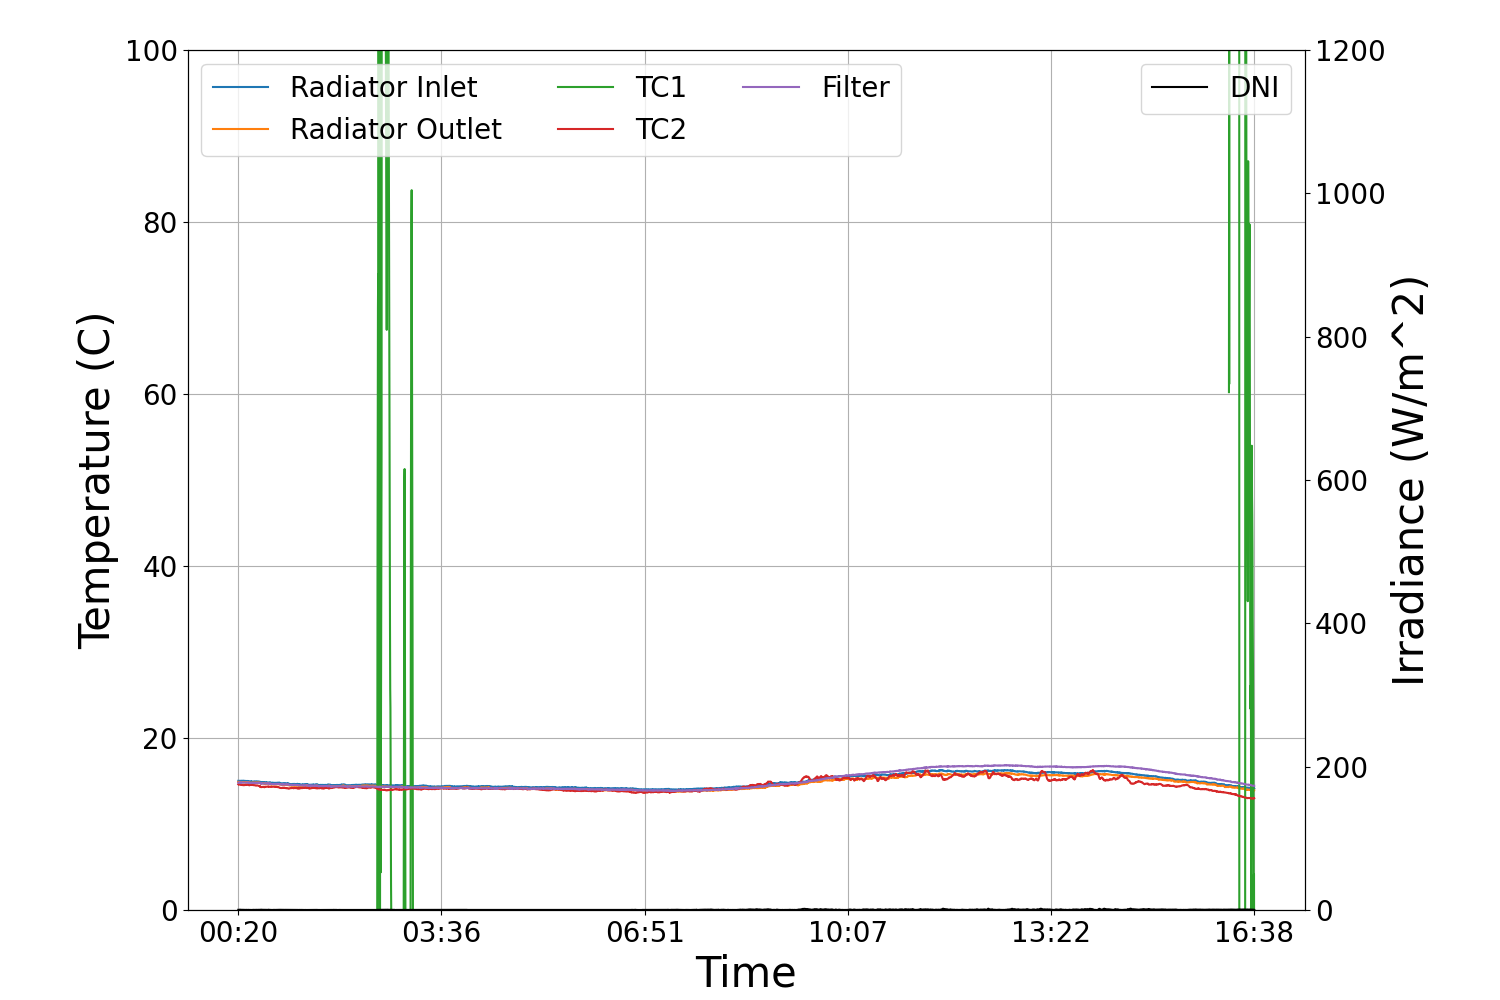 100
80
60
40
20
0
Temperature (C)
Radiator Inlet
Radiator Outlet
TC1
TC2
Filter
DNI
1200
1000
800
600
400
200
0
Irradiance (W/m^2)
00:20 03:36 06:51 10:07 13:22 16:38
Time